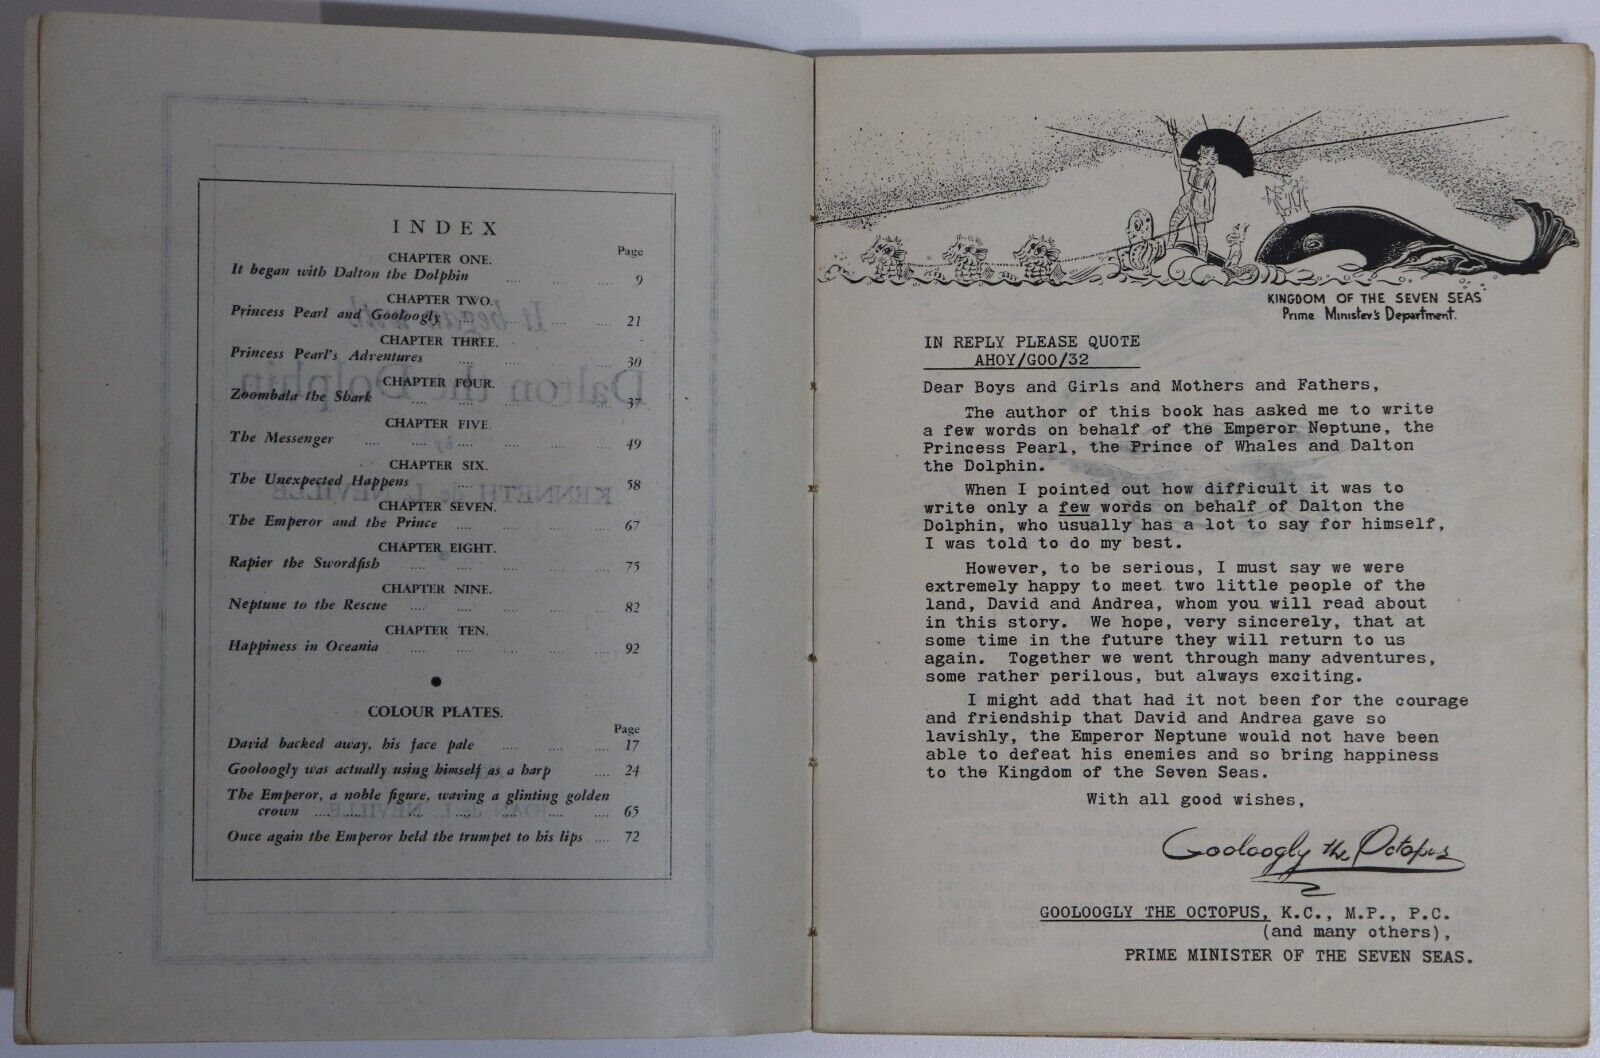 INDEX
Page
CHAPTER ONE.
It began with Dalton the Dolphin .... .... .... 9
CHAPTER TWO.
Princess Pearl and Gooloogly .... .... .... .... 21
CHAPTER THREE.
Princess Pearl's Adventures .... .... .... .... 30
CHAPTER FOUR.
Zoombala the Shark .... .... .... .... .... 37
CHAPTER FIVE.
The Messenger .... .... .... .... .... .... 49
CHAPTER SIX.
The Unexpected Happens .... .... .... .... 58
CHAPTER SEVEN.
The Emperor and the Prince .... .... .... .... 67
CHAPTER EIGHT.
Rapier the Swordfish .... .... .... .... .... 75
CHAPTER NINE.
Neptune to the Rescue .... .... .... .... .... 82
CHAPTER TEN.
Happiness in Oceania .... .... .... .... .... 92
●
COLOUR PLATES.
Page
David backed away, his face pale .... .... .... 17
Gooloogly was actually using himself as a harp .... 24
The Emperor, a noble figure, waving a glinting golden
crown .... .... .... .... .... .... .... 65
Once again the Emperor held the trumpet to his lips .... 72
It began with
Dalton the Dolphin
by
KENNETH de L. NEVILLE
KINGDOM OF THE SEVEN SEAS
Prime Minister's Department.
IN REPLY PLEASE QUOTE
AHOY/GOO/32
Dear Boys and Girls and Mothers and Fathers,
The author of this book has asked me to write
a few words on behalf of the Emperor Neptune, the
Princess Pearl, the Prince of Whales and Dalton
the Dolphin.
When I pointed out how difficult it was to
write only a few words on behalf of Dalton the
Dolphin, who usually has a lot to say for himself,
I was told to do my best.
However, to be serious, I must say we were
extremely happy to meet two little people of the
land, David and Andrea, whom you will read about
in this story. We hope, very sincerely, that at
some time in the future they will return to us
again. Together we went through many adventures,
some rather perilous, but always exciting.
I might add that had it not been for the courage
and friendship that David and Andrea gave so
lavishly, the Emperor Neptune would not have been
able to defeat his enemies and so bring happiness
to the Kingdom of the Seven Seas.
With all good wishes,
Gooloogly the Octopus
GOOLOOGLY THE OCTOPUS, K.C., M.P., P.C.
(and many others),
PRIME MINISTER OF THE SEVEN SEAS.